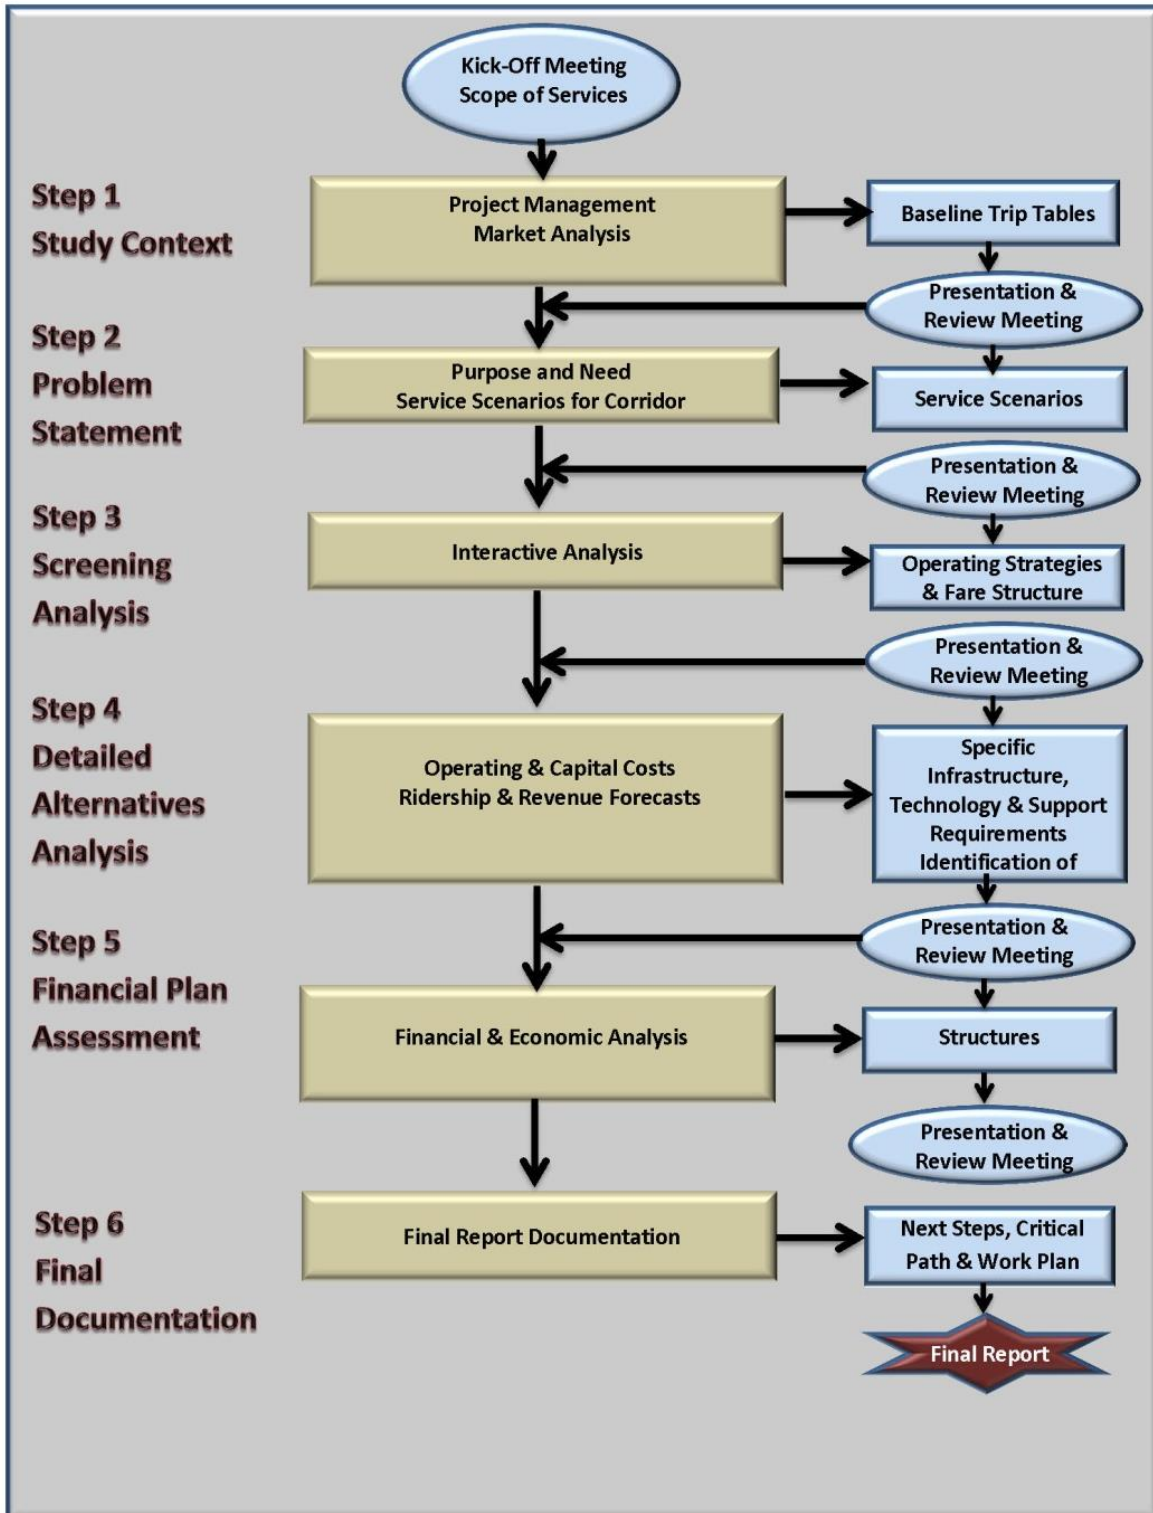 Kick-Off Meeting
Scope of Services
Step 1
Study Context
Project Management
Market Analysis
Baseline Trip Tables
Presentation &
Review Meeting
Step 2
Problem
Statement
Purpose and Need
Service Scenarios for Corridor
Service Scenarios
Presentation &
Review Meeting
Step 3
Screening
Analysis
Interactive Analysis
Operating Strategies
& Fare Structure
Presentation &
Review Meeting
Step 4
Detailed
Alternatives
Analysis
Operating & Capital Costs
Ridership & Revenue Forecasts
Specific
Infrastructure,
Technology & Support
Requirements
Identification of
Presentation &
Review Meeting
Step 5
Financial Plan
Assessment
Financial & Economic Analysis
Structures
Presentation &
Review Meeting
Step 6
Final
Documentation
Final Report Documentation
Next Steps, Critical
Path & Work Plan
Final Report